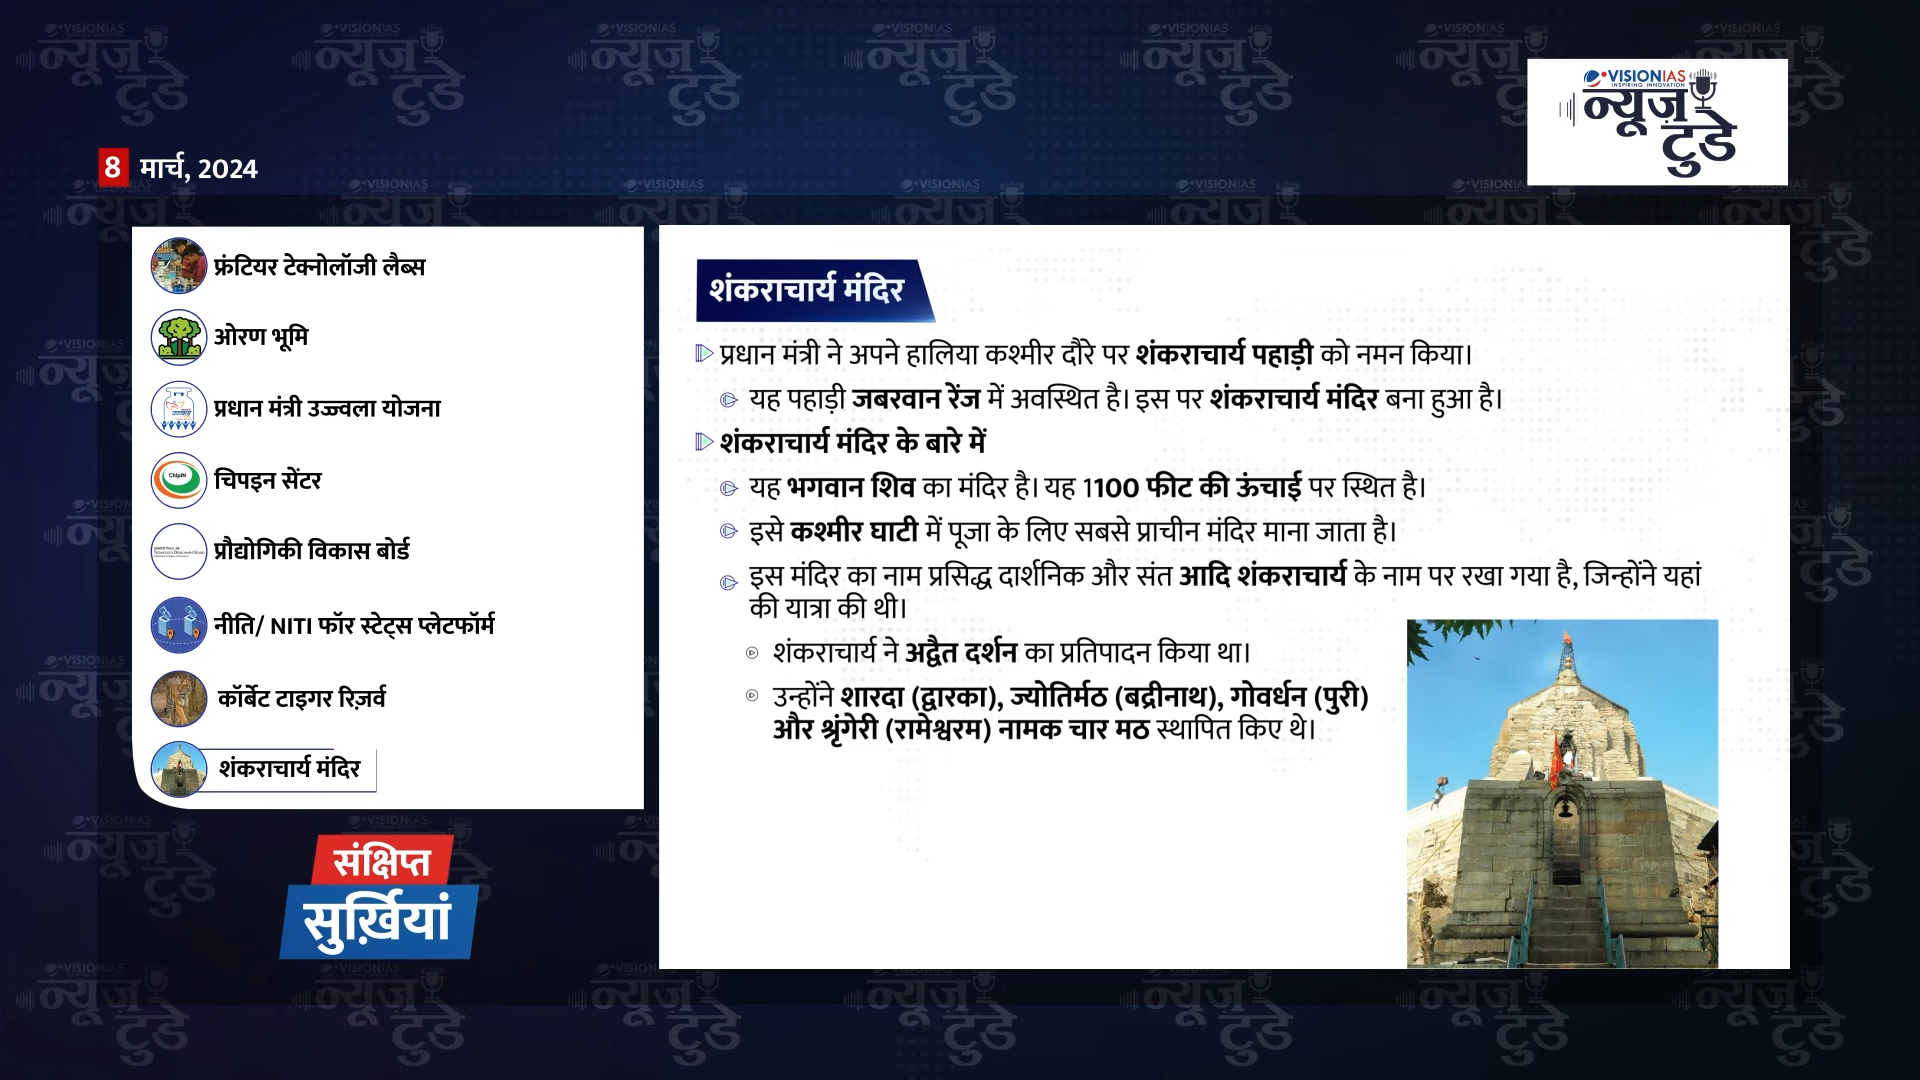 VISIONIAS
INSPIRING INNOVATION
न्यूज़
टुडे
8 मार्च, 2024
फ्रंटियर टेक्नोलॉजी लैब्स
ओरण भूमि
प्रधान मंत्री उज्ज्वला योजना
चिपइन सेंटर
प्रौद्योगिकी विकास बोर्ड
नीति/ NITI फॉर स्टेट्स प्लेटफॉर्म
कॉर्बेट टाइगर रिज़र्व
शंकराचार्य मंदिर
संक्षिप्त
सुर्ख़ियां
शंकराचार्य मंदिर
प्रधान मंत्री ने अपने हालिया कश्मीर दौरे पर शंकराचार्य पहाड़ी को नमन किया।
यह पहाड़ी जबरवान रेंज में अवस्थित है। इस पर शंकराचार्य मंदिर बना हुआ है।
शंकराचार्य मंदिर के बारे में
यह भगवान शिव का मंदिर है। यह 1100 फीट की ऊंचाई पर स्थित है।
इसे कश्मीर घाटी में पूजा के लिए सबसे प्राचीन मंदिर माना जाता है।
इस मंदिर का नाम प्रसिद्ध दार्शनिक और संत आदि शंकराचार्य के नाम पर रखा गया है, जिन्होंने यहां
की यात्रा की थी।
शंकराचार्य ने अद्वैत दर्शन का प्रतिपादन किया था।
उन्होंने शारदा (द्वारका), ज्योतिर्मठ (बद्रीनाथ), गोवर्धन (पुरी)
और श्रृंगेरी (रामेश्वरम) नामक चार मठ स्थापित किए थे।